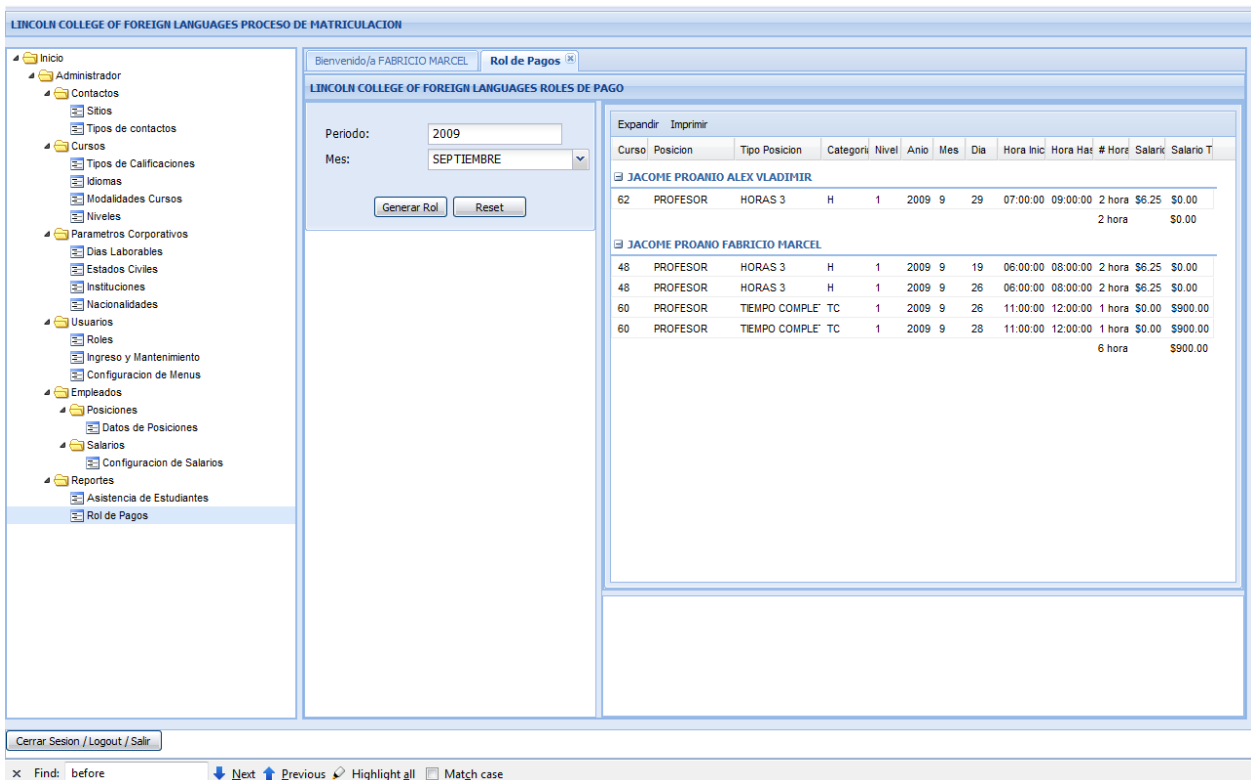 LINCOLN COLLEGE OF FOREIGN LANGUAGES PROCESO DE MATRICULACION
Inicio
Administrador
Contactos
Sitios
Tipos de contactos
Cursos
Tipos de Calificaciones
Idiomas
Modalidades Cursos
Niveles
Parametros Corporativos
Dias Laborables
Estados Civiles
Instituciones
Nacionalidades
Usuarios
Roles
Ingreso y Mantenimiento
Configuracion de Menus
Empleados
Posiciones
Datos de Posiciones
Salarios
Configuracion de Salarios
Reportes
Asistencia de Estudiantes
Rol de Pagos
Bienvenido/a FABRICIO MARCEL Rol de Pagos
LINCOLN COLLEGE OF FOREIGN LANGUAGES ROLES DE PAGO
Periodo: 2009
Mes: SEPTIEMBRE
Generar Rol Reset
Expandir Imprimir
Curso Posicion Tipo Posicion Categori Nivel Anio Mes Dia Hora Inic Hora Has # Hora Salario Salario T
JACOME PROANIO ALEX VLADIMIR
62 PROFESOR HORAS 3 H 1 2009 9 29 07:00:00 09:00:00 2 hora $6.25 $0.00
2 hora $0.00
JACOME PROANO FABRICIO MARCEL
48 PROFESOR HORAS 3 H 1 2009 9 19 06:00:00 08:00:00 2 hora $6.25 $0.00
48 PROFESOR HORAS 3 H 1 2009 9 26 06:00:00 08:00:00 2 hora $6.25 $0.00
60 PROFESOR TIEMPO COMPLET TC 1 2009 9 26 11:00:00 12:00:00 1 hora $0.00 $900.00
60 PROFESOR TIEMPO COMPLET TC 1 2009 9 28 11:00:00 12:00:00 1 hora $0.00 $900.00
6 hora $900.00
Cerrar Sesion / Logout / Salir
x Find: before Next Previous Highlight all Match case